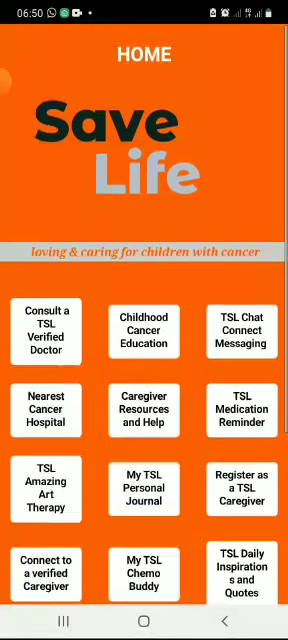 06:50
HOME
Save
Life
loving & caring for children with cancer
Consult a
TSL
Verified
Doctor
Childhood
Cancer
Education
TSL Chat
Connect
Messaging
Nearest
Cancer
Hospital
Caregiver
Resources
and Help
TSL
Medication
Reminder
TSL
Amazing
Art
Therapy
My TSL
Personal
Journal
Register as
a TSL
Caregiver
Connect to
a verified
Caregiver
My TSL
Chemo
Buddy
TSL Daily
Inspiration
s and
Quotes